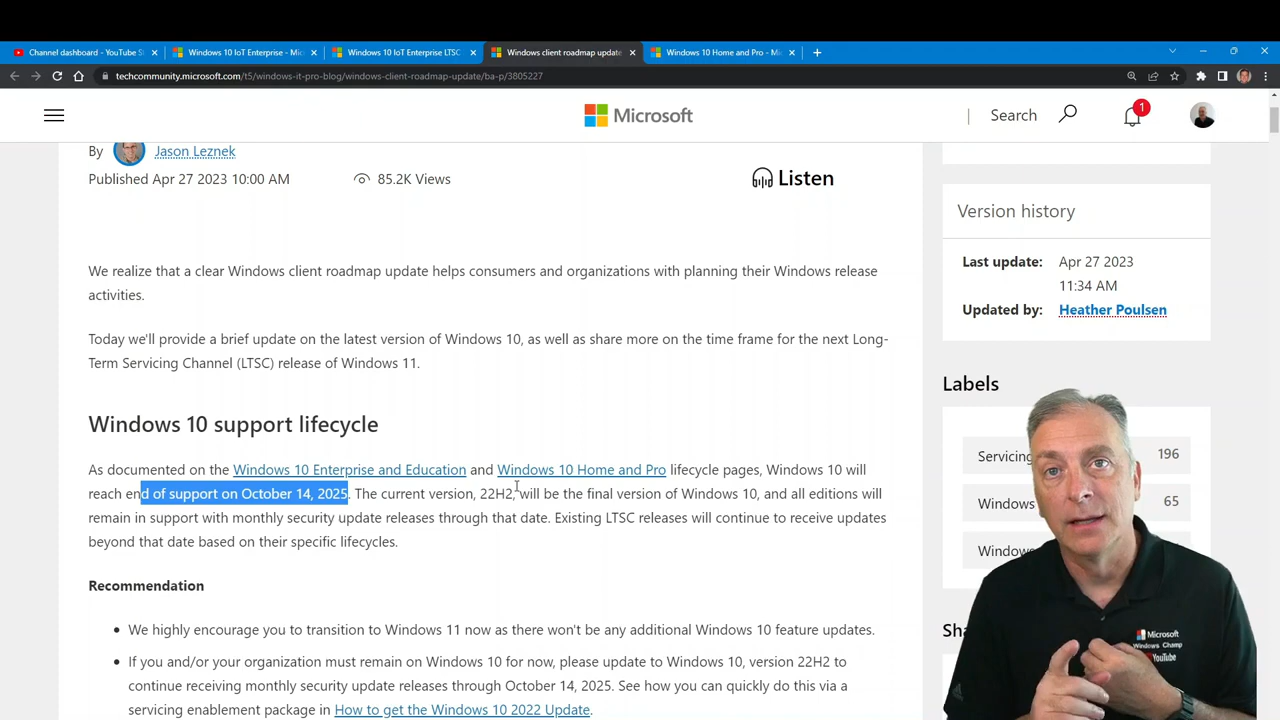 Channel dashboard - YouTube S
Windows 10 IoT Enterprise - Mic
Windows 10 IoT Enterprise LTSC
Windows client roadmap update
Windows 10 Home and Pro - Mi
techcommunity.microsoft.com/t5/windows-it-pro-blog/windows-client-roadmap-update/ba-p/3805227
Microsoft
Search
1
By Jason Leznek
Published Apr 27 2023 10:00 AM
85.2K Views
Listen
We realize that a clear Windows client roadmap update helps consumers and organizations with planning their Windows release
activities.
Today we'll provide a brief update on the latest version of Windows 10, as well as share more on the time frame for the next Long-
Term Servicing Channel (LTSC) release of Windows 11.
Windows 10 support lifecycle
As documented on the Windows 10 Enterprise and Education and Windows 10 Home and Pro lifecycle pages, Windows 10 will
reach end of support on October 14, 2025. The current version, 22H2, will be the final version of Windows 10, and all editions will
remain in support with monthly security update releases through that date. Existing LTSC releases will continue to receive updates
beyond that date based on their specific lifecycles.
Recommendation
We highly encourage you to transition to Windows 11 now as there won't be any additional Windows 10 feature updates.
If you and/or your organization must remain on Windows 10 for now, please update to Windows 10, version 22H2 to
continue receiving monthly security update releases through October 14, 2025. See how you can quickly do this via a
servicing enablement package in How to get the Windows 10 2022 Update.
Version history
Last update: Apr 27 2023
11:34 AM
Updated by: Heather Poulsen
Labels
Servicing 196
Windows 65
Window
Sh
Microsoft
Windows Champ
YouTube